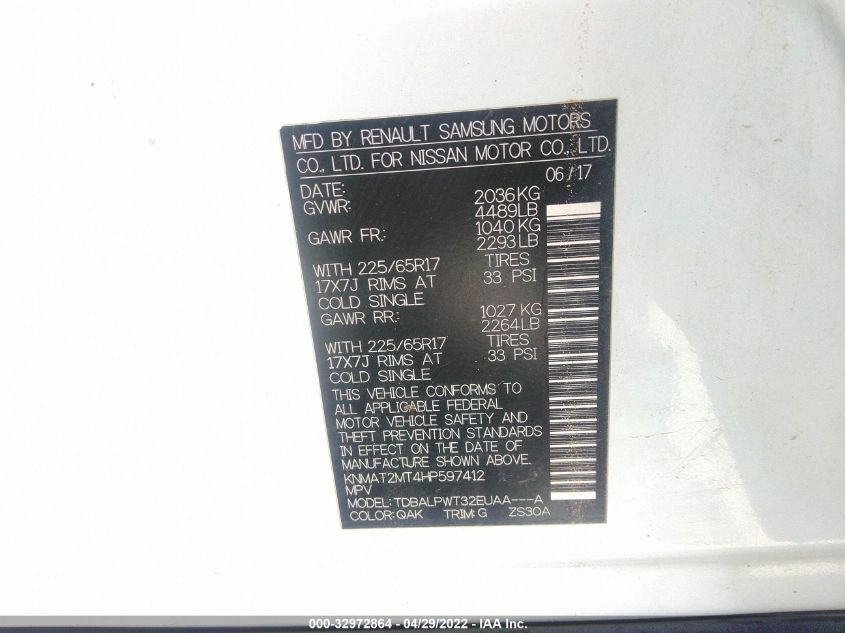 MFD BY RENAULT SAMSUNG MOTORS
CO., LTD. FOR NISSAN MOTOR CO., LTD.
DATE: 06/17
GVWR: 2036KG
4489LB
GAWR FR: 1040KG
2293LB
WITH 225/65R17 TIRES
17X7J RIMS AT 33 PSI
COLD SINGLE
GAWR RR: 1027KG
2264LB
WITH 225/65R17 TIRES
17X7J RIMS AT 33 PSI
COLD SINGLE
THIS VEHICLE CONFORMS TO
ALL APPLICABLE FEDERAL
MOTOR VEHICLE SAFETY AND
THEFT PREVENTION STANDARDS
IN EFFECT ON THE DATE OF
MANUFACTURE SHOWN ABOVE.
KNMAT2MT4HP597412
MPV
MODEL: TDBALPWT32EUAA---A
COLOR: QAK TRIM: G ZS30A
000-32972864 - 04/29/2022 - IAA Inc.